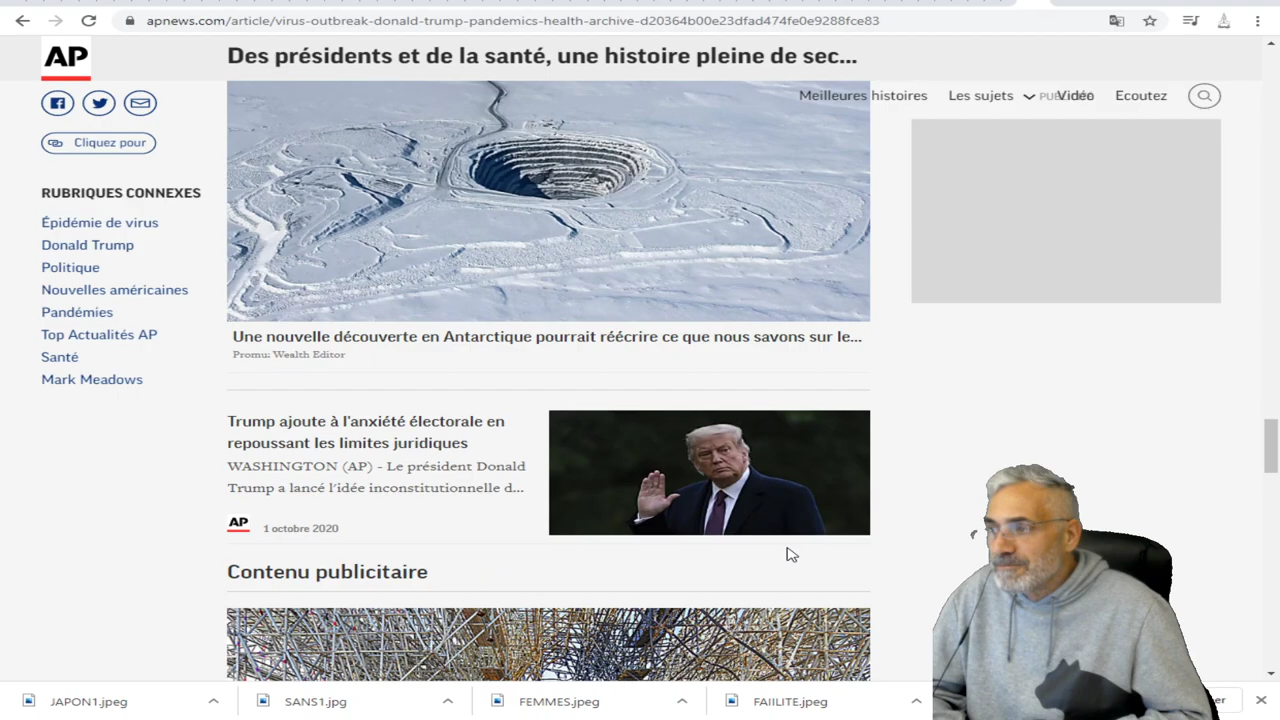 apnews.com/article/virus-outbreak-donald-trump-pandemics-health-archive-d20364b00e23dfad474fe0e9288fce83
AP
Des présidents et de la santé, une histoire pleine de sec...
Meilleures histoires
Les sujets
Vidéo
Ecoutez
Cliquez pour
RUBRIQUES CONNEXES
Épidémie de virus
Donald Trump
Politique
Nouvelles américaines
Pandémies
Top Actualités AP
Santé
Mark Meadows
Une nouvelle découverte en Antarctique pourrait réécrire ce que nous savons sur le...
Promu: Wealth Editor
Trump ajoute à l'anxiété électorale en
repoussant les limites juridiques
WASHINGTON (AP) - Le président Donald
Trump a lancé l'idée inconstitutionnelle d...
AP
1 octobre 2020
Contenu publicitaire
JAPON1.jpeg
SANS1.jpg
FEMMES.jpeg
FAIILITE.jpeg